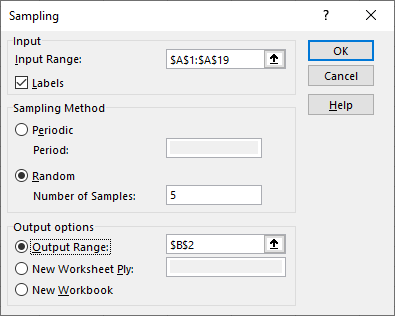 Sampling ? ×
Input
Input Range: $A$1:$A$19
Labels
OK
Cancel
Help
Sampling Method
Periodic
Period:
Random
Number of Samples: 5
Output options
Output Range: $B$2
New Worksheet Ply:
New Workbook